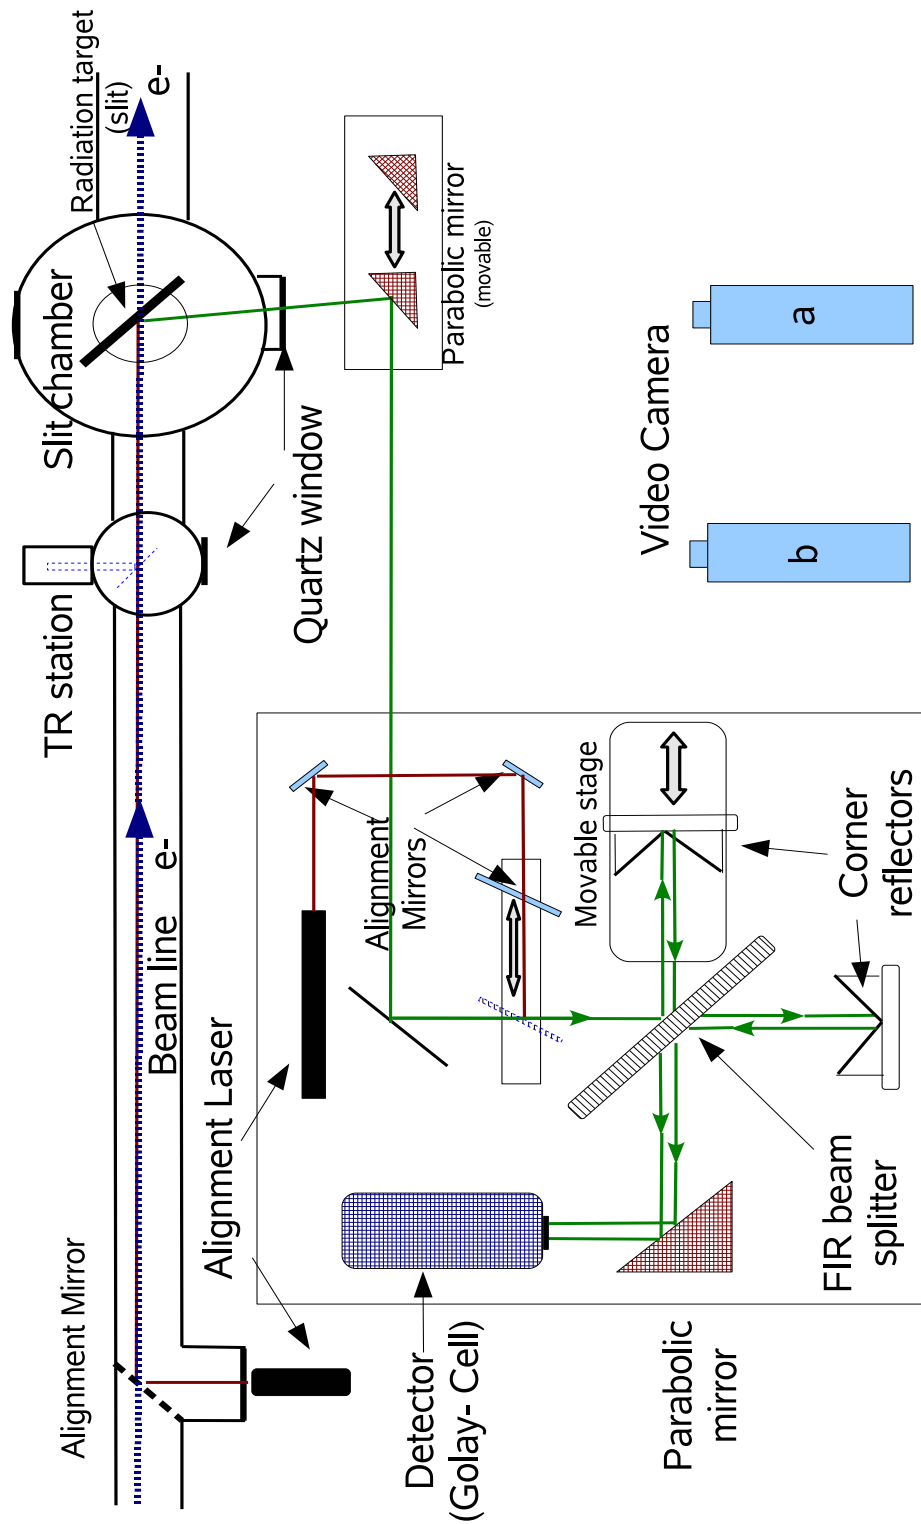 Alignment Mirror
Beam line
e-
TR station
Slit chamber
Radiation target
(slit)
e-
Alignment Laser
Quartz window
Parabolic mirror
(movable)
Detector
(Golay- Cell)
Alignment
Mirrors
Movable stage
Video Camera
b
a
Parabolic
mirror
FIR beam
splitter
Corner
reflectors